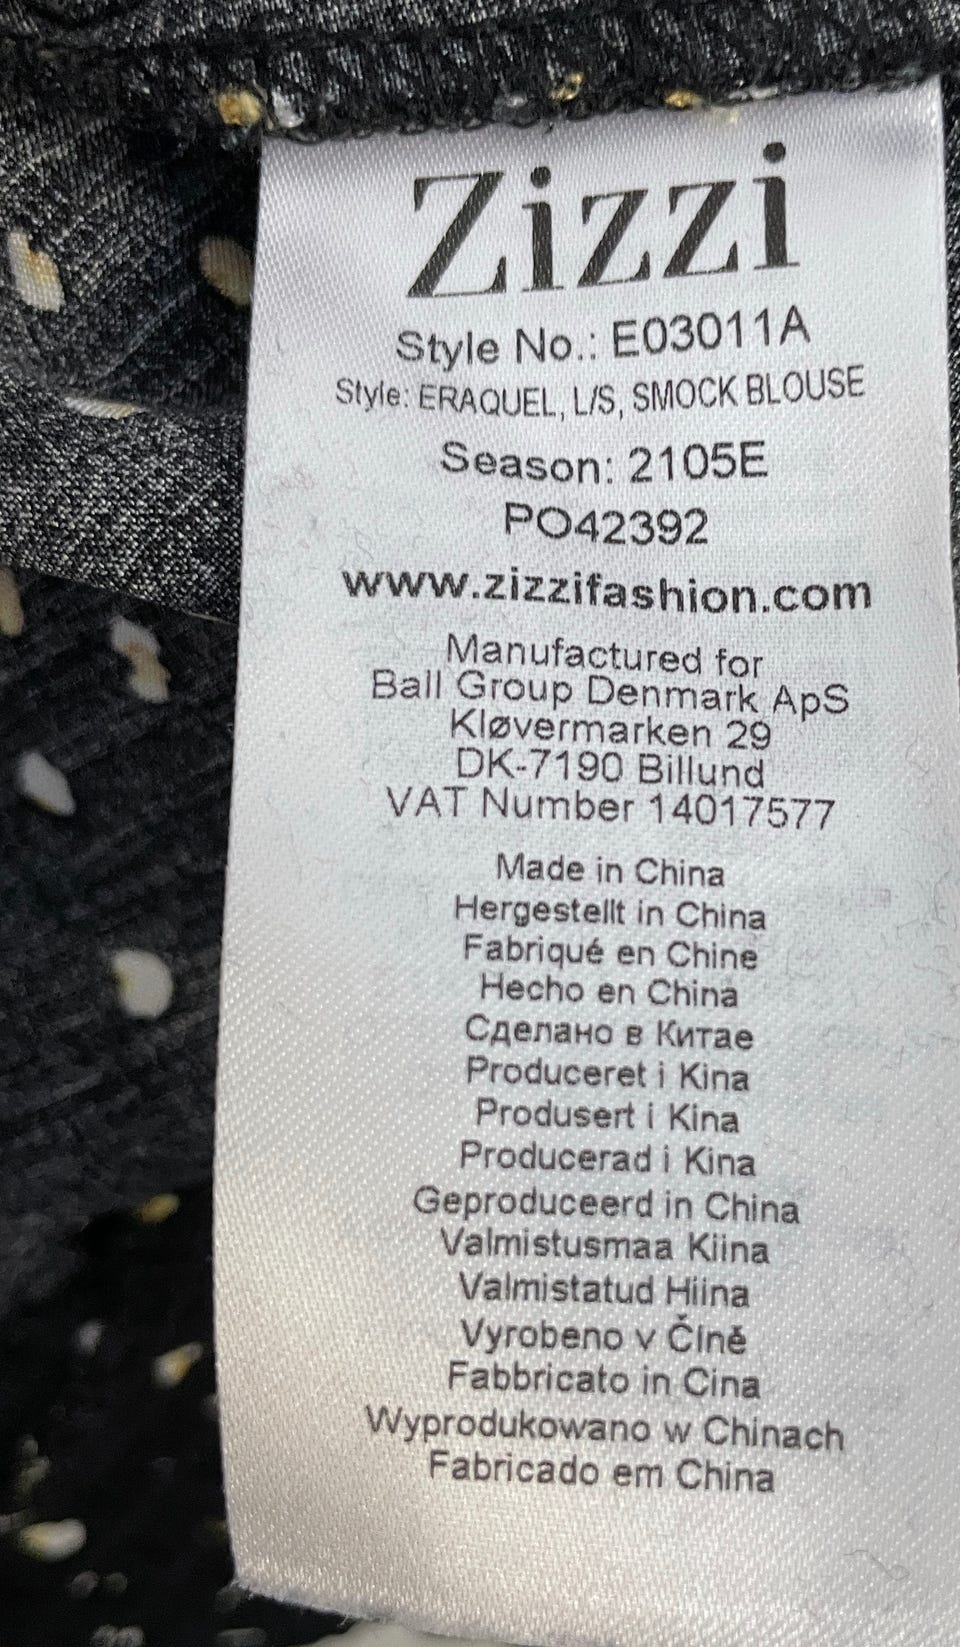 Zizzi
Style No.: E03011A
Style: ERAQUEL, L/S, SMOCK BLOUSE
Season: 2105E
PO42392
www.zizzifashion.com
Manufactured for
Ball Group Denmark ApS
Kløvermarken 29
DK-7190 Billund
VAT Number 14017577
Made in China
Hergestellt in China
Fabriqué en Chine
Hecho en China
Сделано в Китае
Produceret i Kina
Produsert i Kina
Producerad i Kina
Geproduceerd in China
Valmistusmaa Kiina
Valmistatud Hiina
Vyrobeno v Číně
Fabbricato in Cina
Wyprodukowano w Chinach
Fabricado em China